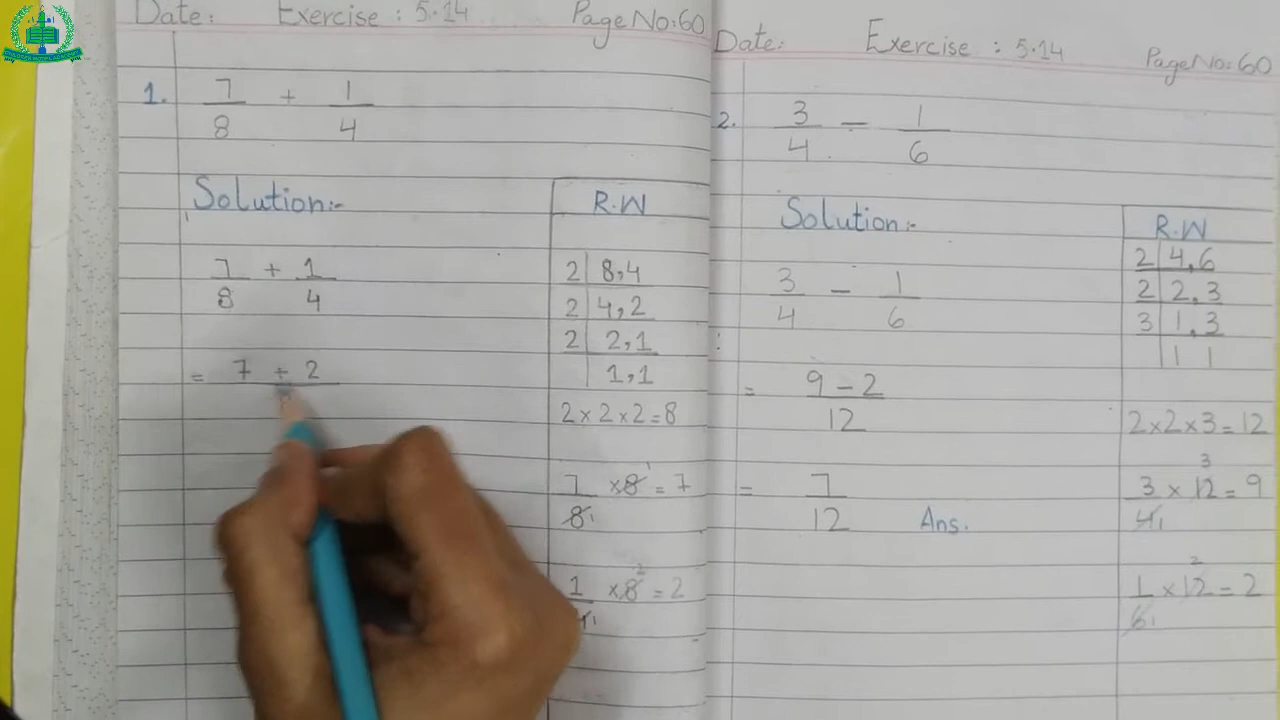 Date: Exercise : 5.14 Page No:60
1. 7/8 + 1/4
Solution:-
7/8 + 1/4
= 7 + 2
R.W
2 | 8,4
2 | 4,2
2 | 2,1
1,1
2×2×2=8
7/8 ×8 = 7
1/4 ×8 = 2
Date: Exercise : 5.14 Page No: 60
2. 3/4 - 1/6
Solution:-
3/4 - 1/6
= 9-2/12
= 7/12 Ans.
R.W
2 | 4,6
2 | 2,3
3 | 1,3
1 1
2×2×3=12
3/4 × 12 = 9
1/6 × 12 = 2